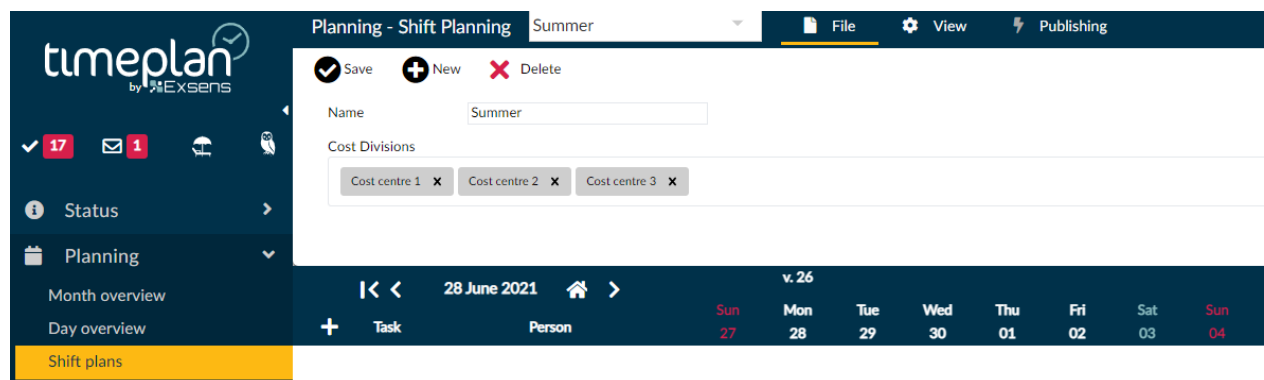 timeplan
by Exsens
17 1
Status
Planning
Month overview
Day overview
Shift plans
Planning - Shift Planning Summer File View Publishing
Save New Delete
Name Summer
Cost Divisions
Cost centre 1 x Cost centre 2 x Cost centre 3 x
28 June 2021 v. 26
Sun Mon Tue Wed Thu Fri Sat Sun
Task Person 27 28 29 30 01 02 03 04